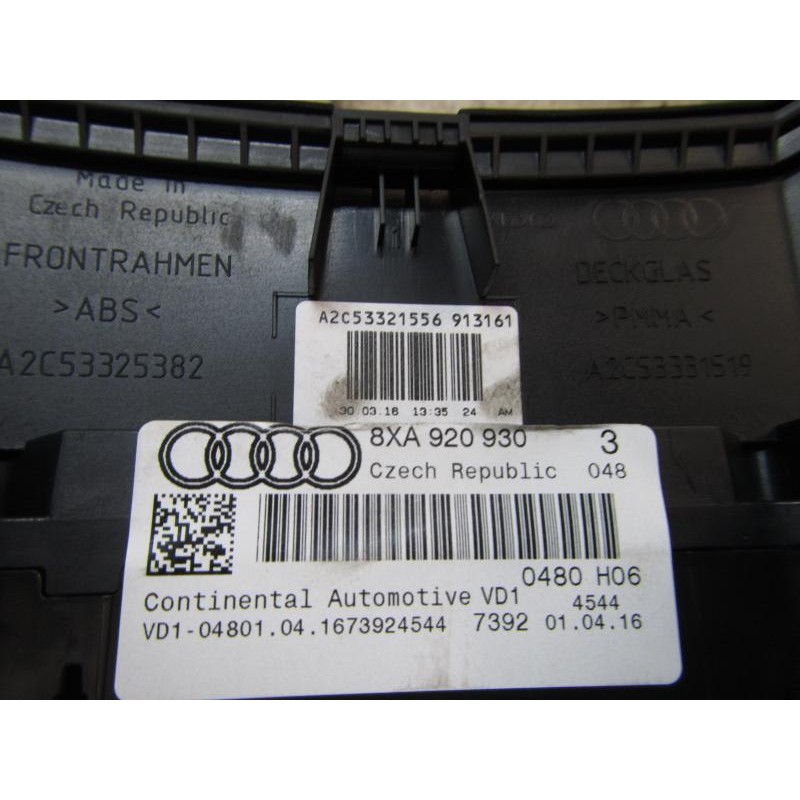 Made in
Czech Republic
FRONTRAHMEN
>ABS<
A2C53325382
DECKGLAS
>PMMA<
A2C53331519
A2C53321556 913161
30.03.16 13:35 24 AM
8XA 920 930 3
Czech Republic 048
0480 H06
Continental Automotive VD1 4544
VD1-04801.04.1673924544 7392 01.04.16